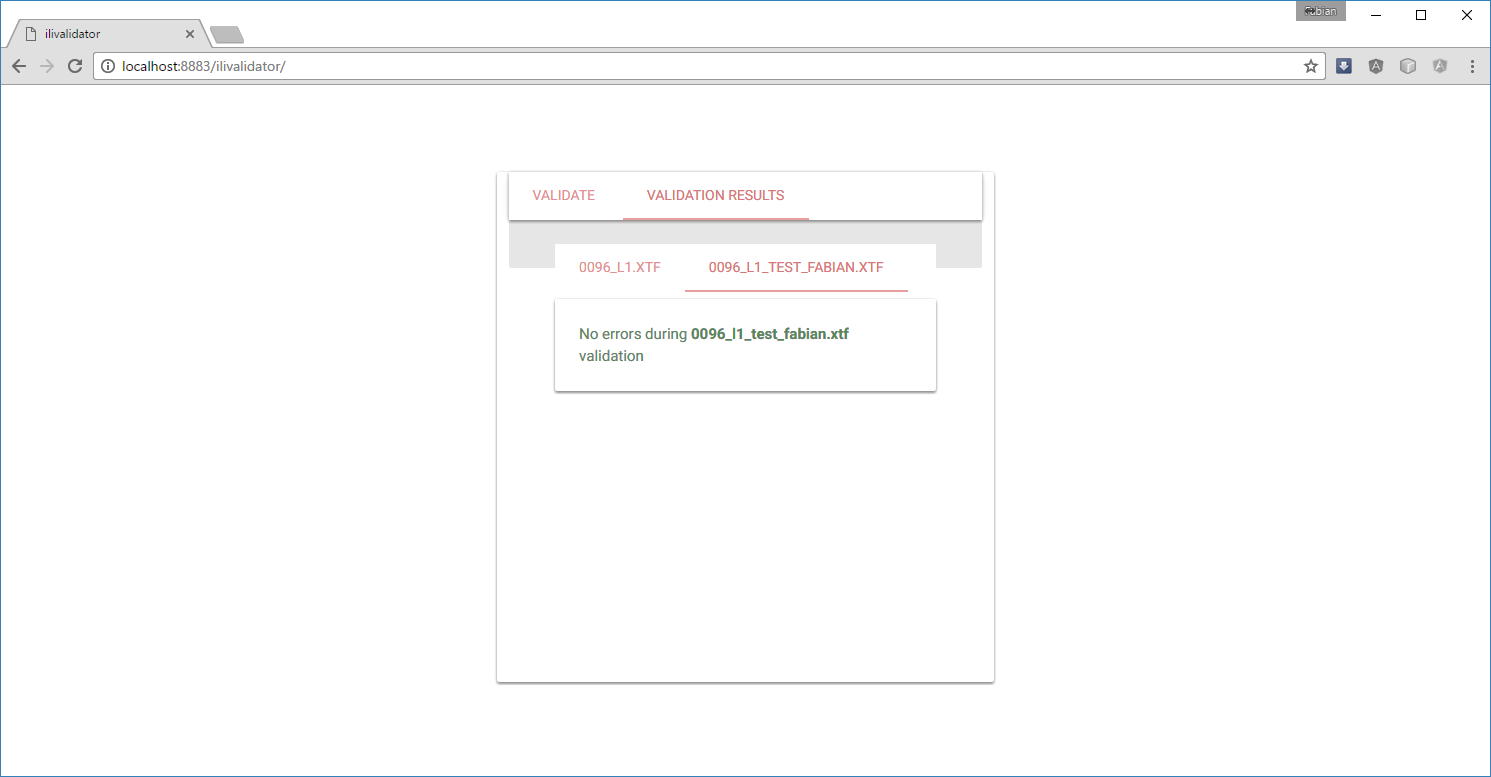 Fabian
ilivalidator
localhost:8883/ilivalidator/
VALIDATE VALIDATION RESULTS
0096_L1.XTF 0096_L1_TEST_FABIAN.XTF
No errors during 0096_l1_test_fabian.xtf
validation